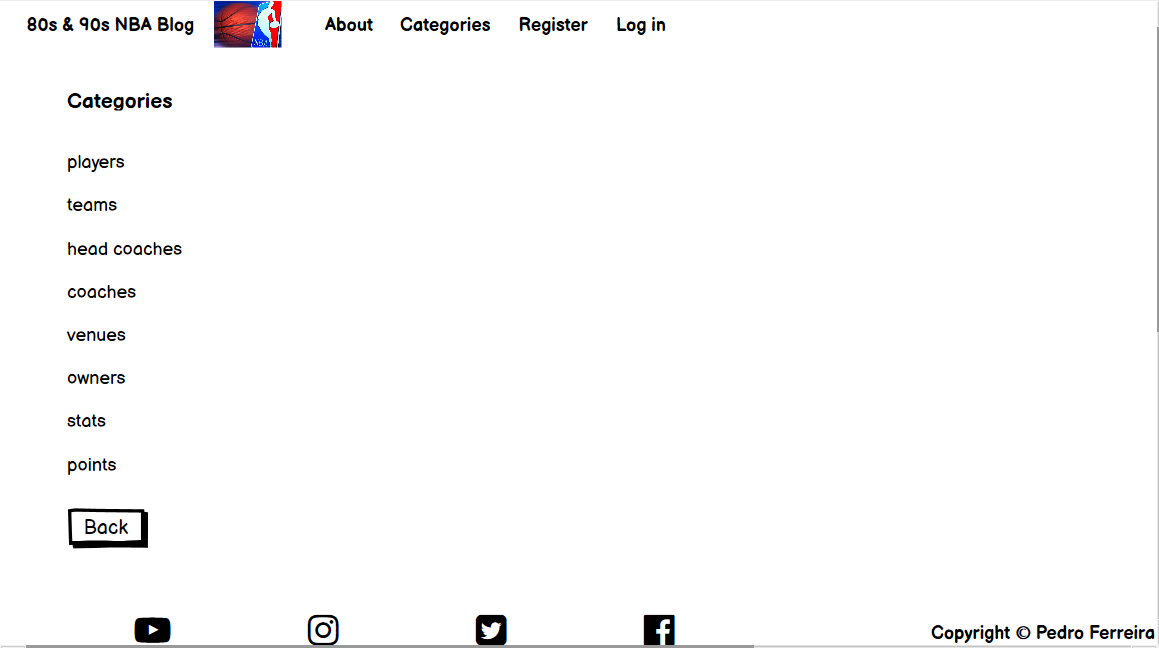 80s & 90s NBA Blog About Categories Register Log in
Categories
players
teams
head coaches
coaches
venues
owners
stats
points
Back
Copyright © Pedro Ferreira